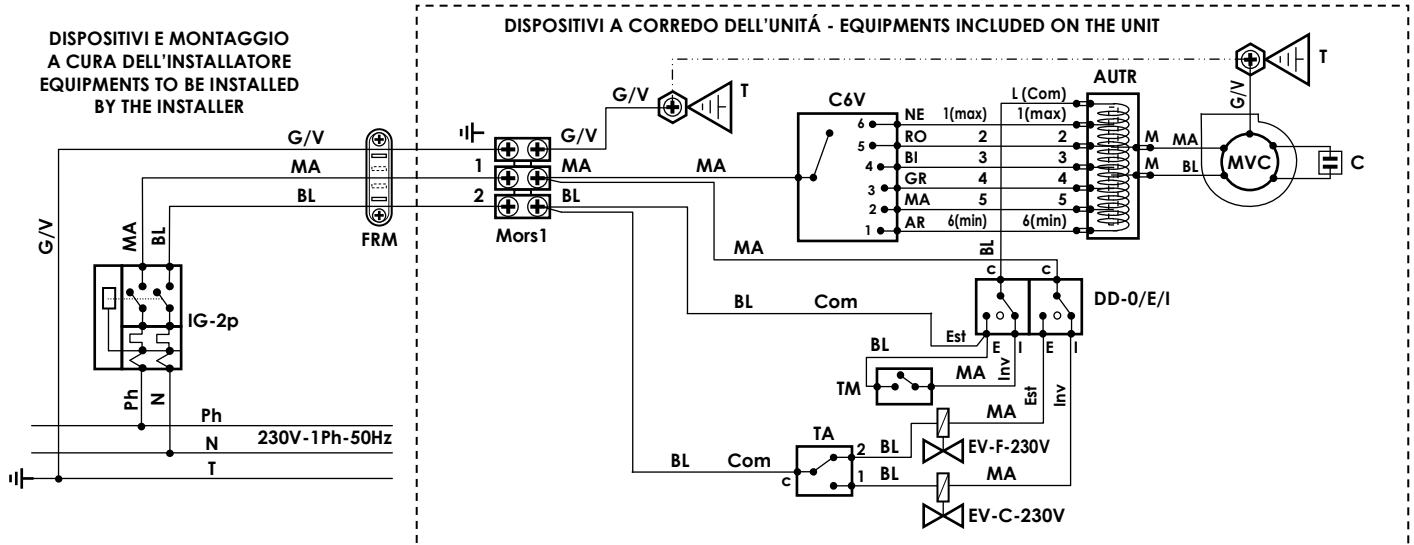 DISPOSITIVI A CORREDO DELL'UNITÁ - EQUIPMENTS INCLUDED ON THE UNIT
DISPOSITIVI E MONTAGGIO
A CURA DELL'INSTALLATORE
EQUIPMENTS TO BE INSTALLED
BY THE INSTALLER
T
T
AUTR
G/V
G/V
C6V
L (Com)
G/V
G/V
6 NE 1(max) 1(max)
5 RO 2 2
M MA
MA 1 MA MA
4 BI 3 3
MVC C
3 GR 4 4
M BL
BL 2 BL
2 MA 5 5
1 AR 6(min) 6(min)
FRM
Mors1
G/V
MA
BL
MA
BL
c c
DD-0/E/I
BL Com
IG-2p
Est
E I E I
BL
TM
MA
Inv
Est
Inv
Ph
N
Ph
MA
230V-1Ph-50Hz
N
TA
2 BL
EV-F-230V
T
BL Com
c
1 BL
MA
EV-C-230V